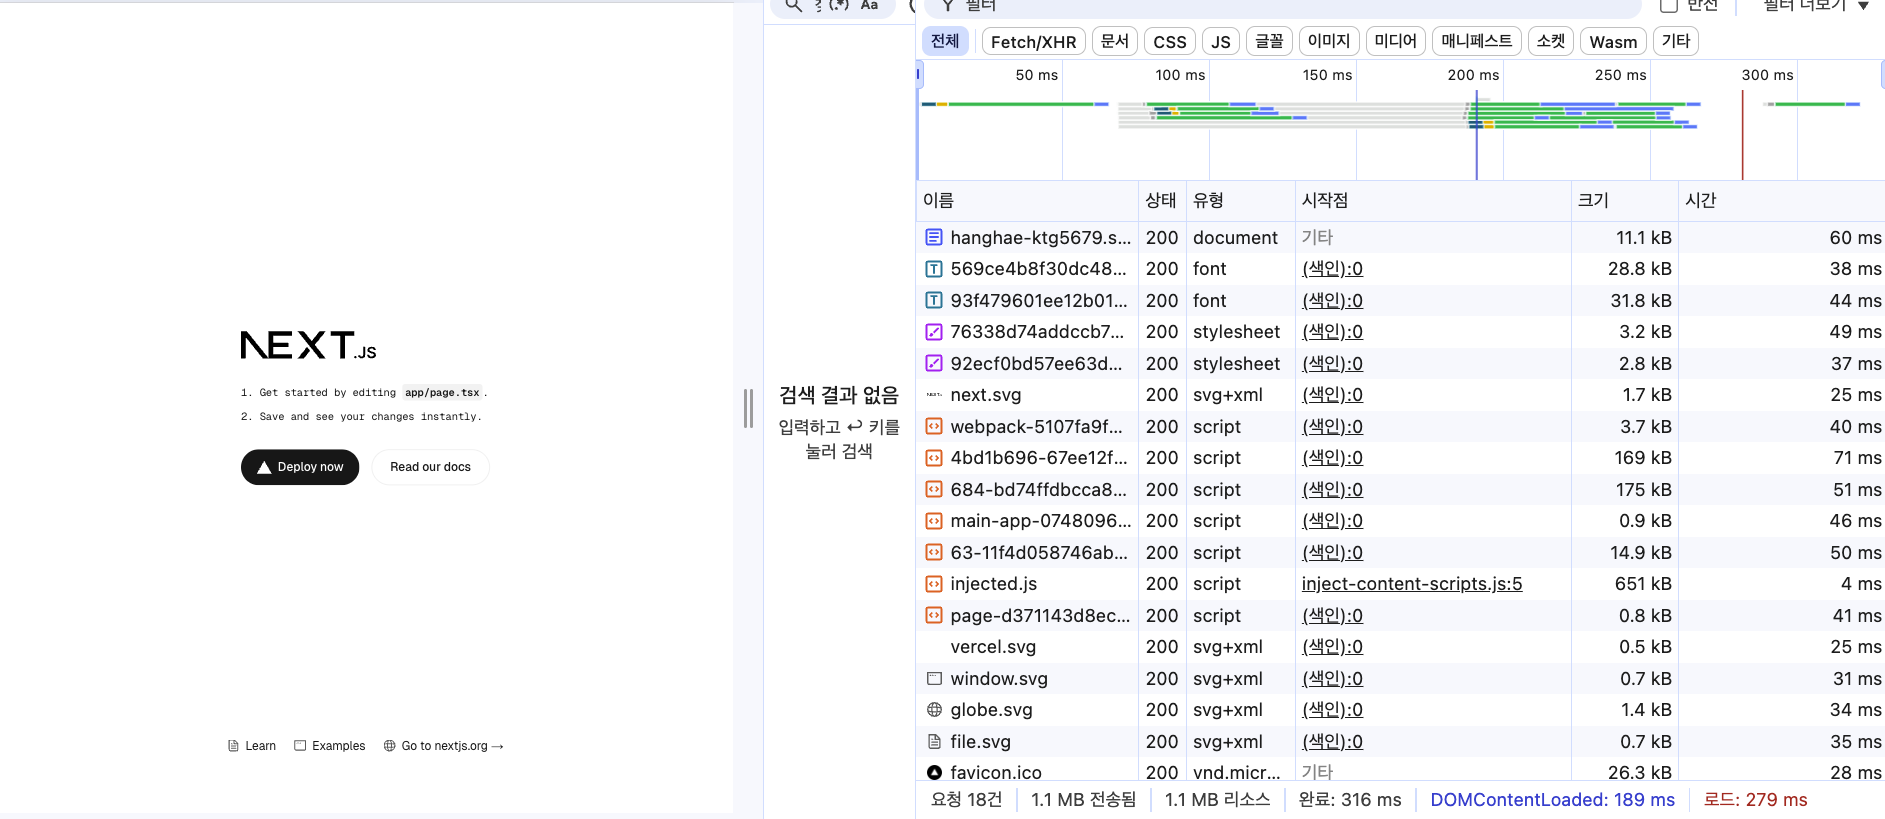 NEXT.JS
1. Get started by editing app/page.tsx.
2. Save and see your changes instantly.
Deploy now
Read our docs
Learn
Examples
Go to nextjs.org →
(.*) Aa
검색 결과 없음
입력하고 ↩ 키를
눌러 검색
필터
반전
필터 더보기 ▼
전체 Fetch/XHR 문서 CSS JS 글꼴 이미지 미디어 매니페스트 소켓 Wasm 기타
50 ms 100 ms 150 ms 200 ms 250 ms 300 ms
이름 상태 유형 시작점 크기 시간
hanghae-ktg5679.s... 200 document 기타 11.1 kB 60 ms
569ce4b8f30dc48... 200 font (색인):0 28.8 kB 38 ms
93f479601ee12b01... 200 font (색인):0 31.8 kB 44 ms
76338d74addccb7... 200 stylesheet (색인):0 3.2 kB 49 ms
92ecf0bd57ee63d... 200 stylesheet (색인):0 2.8 kB 37 ms
next.svg 200 svg+xml (색인):0 1.7 kB 25 ms
webpack-5107fa9f... 200 script (색인):0 3.7 kB 40 ms
4bd1b696-67ee12f... 200 script (색인):0 169 kB 71 ms
684-bd74ffdbcca8... 200 script (색인):0 175 kB 51 ms
main-app-0748096... 200 script (색인):0 0.9 kB 46 ms
63-11f4d058746ab... 200 script (색인):0 14.9 kB 50 ms
injected.js 200 script inject-content-scripts.js:5 651 kB 4 ms
page-d371143d8ec... 200 script (색인):0 0.8 kB 41 ms
vercel.svg 200 svg+xml (색인):0 0.5 kB 25 ms
window.svg 200 svg+xml (색인):0 0.7 kB 31 ms
globe.svg 200 svg+xml (색인):0 1.4 kB 34 ms
file.svg 200 svg+xml (색인):0 0.7 kB 35 ms
favicon.ico 200 vnd.micr... 기타 26.3 kB 28 ms
요청 18건 1.1 MB 전송됨 1.1 MB 리소스 완료: 316 ms DOMContentLoaded: 189 ms 로드: 279 ms